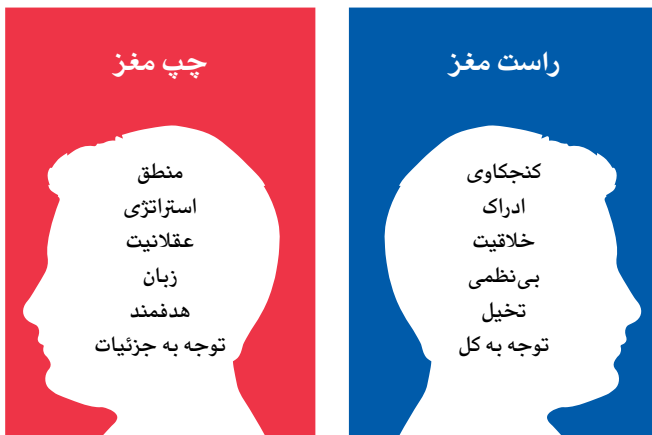 راست مغز
کنجکاوی
ادراک
خلاقیت
بی‌نظمی
تخیل
توجه به کل
چپ مغز
منطق
استراتژی
عقلانیت
زبان
هدفمند
توجه به جزئیات